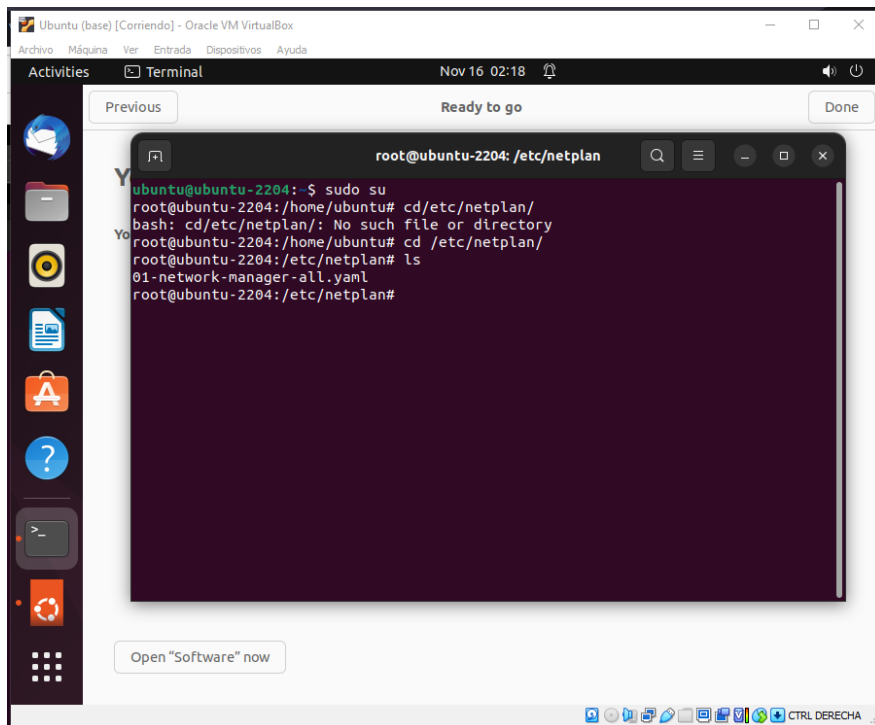 Ubuntu (base) [Corriendo] - Oracle VM VirtualBox
Archivo Máquina Ver Entrada Dispositivos Ayuda
Activities Terminal Nov 16 02:18
Previous Ready to go Done
root@ubuntu-2204: /etc/netplan
ubuntu@ubuntu-2204:~$ sudo su
root@ubuntu-2204:/home/ubuntu# cd/etc/netplan/
bash: cd/etc/netplan/: No such file or directory
root@ubuntu-2204:/home/ubuntu# cd /etc/netplan/
root@ubuntu-2204:/etc/netplan# ls
01-network-manager-all.yaml
root@ubuntu-2204:/etc/netplan#
Open “Software” now
CTRL DERECHA